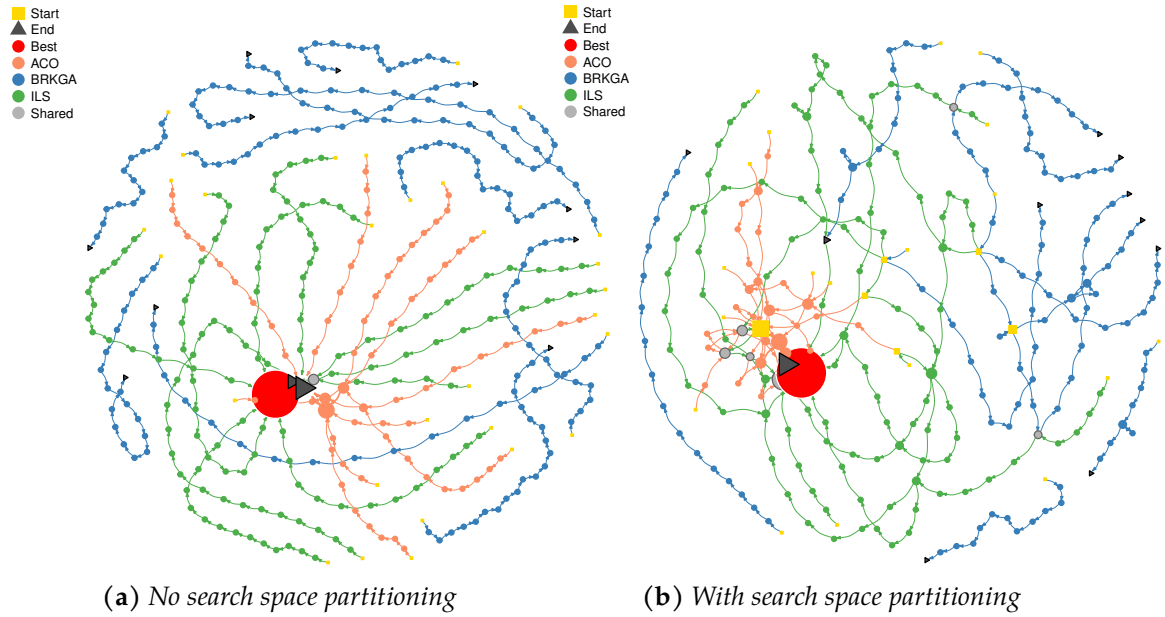 Start
End
Best
ACO
BRKGA
ILS
Shared
Start
End
Best
ACO
BRKGA
ILS
Shared
(a) No search space partitioning
(b) With search space partitioning